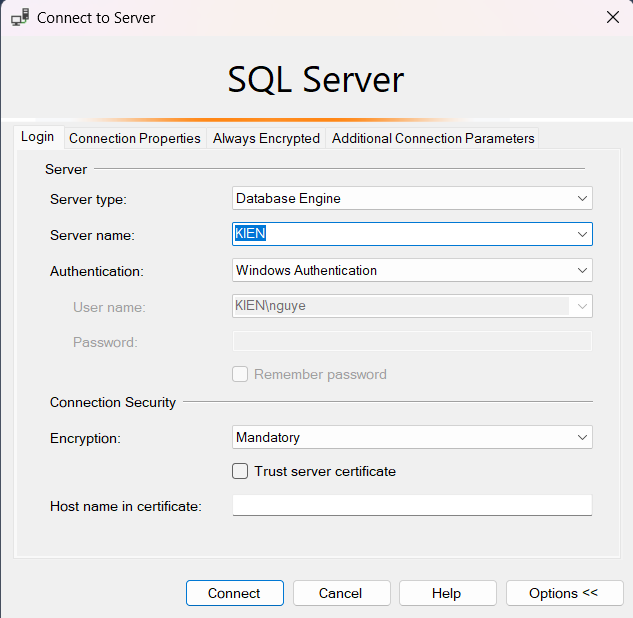 Connect to Server
SQL Server
Login Connection Properties Always Encrypted Additional Connection Parameters
Server
Server type: Database Engine
Server name: KIEN
Authentication: Windows Authentication
User name: KIEN\nguye
Password:
Remember password
Connection Security
Encryption: Mandatory
Trust server certificate
Host name in certificate:
Connect Cancel Help Options <<